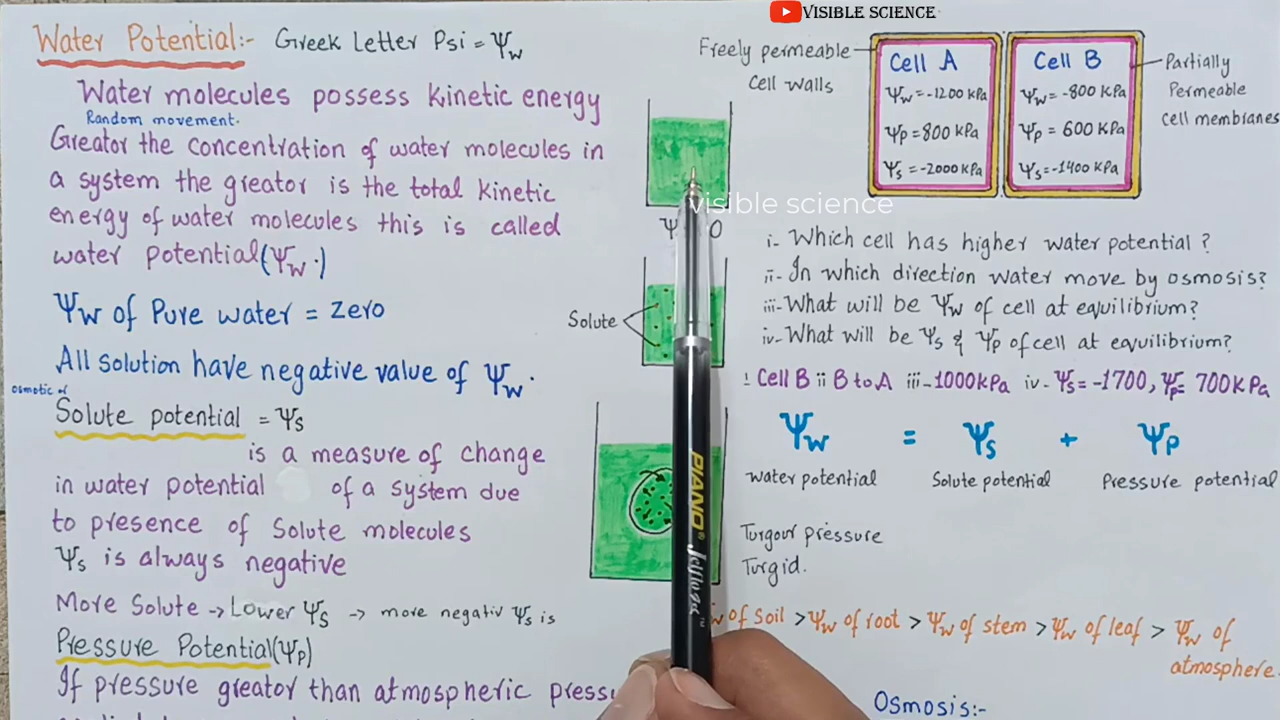 VISIBLE SCIENCE
Water Potential:- Greek Letter Psi = Ψw
Water molecules possess kinetic energy
Random movement.
Greator the concentration of water molecules in
a system the greator is the total kinetic
energy of water molecules this is called
water potential(Ψw.)
Ψw of Pure water = zero
All solution have negative value of Ψw.
osmotic of
Solute potential = Ψs
is a measure of change
in water potential of a system due
to presence of solute molecules
Ψs is always negative
More Solute → Lower Ψs → more negativ Ψs is
Pressure Potential(Ψp)
If pressure greator than atmospheric
Ψ O
Solute
Freely permeable
Cell walls
Cell A
Ψw = -1200 kPa
Ψp = 800 kPa
Ψs = -2000 kPa
Cell B
Ψw = -800 kPa
Ψp = 600 kPa
Ψs = -1400 kPa
Partially
Permeable
cell membranes
visible science
i- Which cell has higher water potential?
ii- In which direction water move by osmosis?
iii- What will be Ψw of cell at equilibrium?
iv- What will be Ψs & Ψp of cell at equilibrium?
i Cell B ii B to A iii- -1000kPa iv- Ψs = -1700, Ψp= 700KPa
Ψw = Ψs + Ψp
water potential Solute potential Pressure potential
Turgour pressure
Turgid.
of soil > Ψw of root > Ψw of stem > Ψw of leaf > Ψw of
atmosphere.
Osmosis:-
PIANO